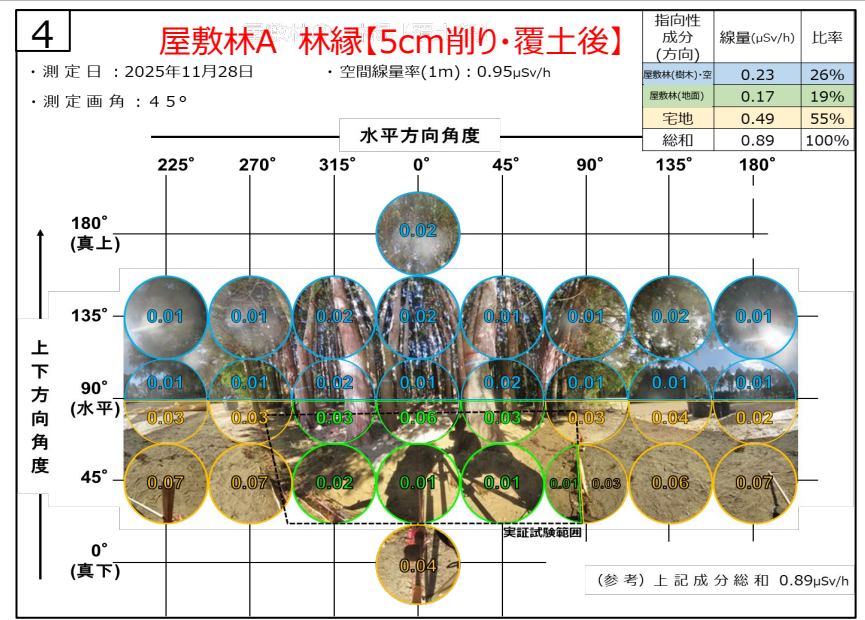 4
屋敷林A 林縁【5cm削り・覆土後】
・測定日：2025年11月28日
・空間線量率(1m)：0.95μSv/h
・測定画角：45°
指向性成分(方向) 線量(μSv/h) 比率
屋敷林(樹木)・空 0.23 26%
屋敷林(地面) 0.17 19%
宅地 0.49 55%
総和 0.89 100%
水平方向角度
225° 270° 315° 0° 45° 90° 135° 180°
上下方向角度
180°
(真上)
0.02
135°
0.01 0.01 0.02 0.02 0.01 0.01 0.02 0.01
90°
(水平)
0.01 0.01 0.02 0.01 0.02 0.01 0.01 0.01
0.03 0.03 0.03 0.06 0.03 0.03 0.04 0.02
45°
0.07 0.07 0.02 0.01 0.01 0.01 0.03 0.06 0.07
実証試験範囲
0°
(真下)
0.04
(参考)上記成分総和 0.89μSv/h